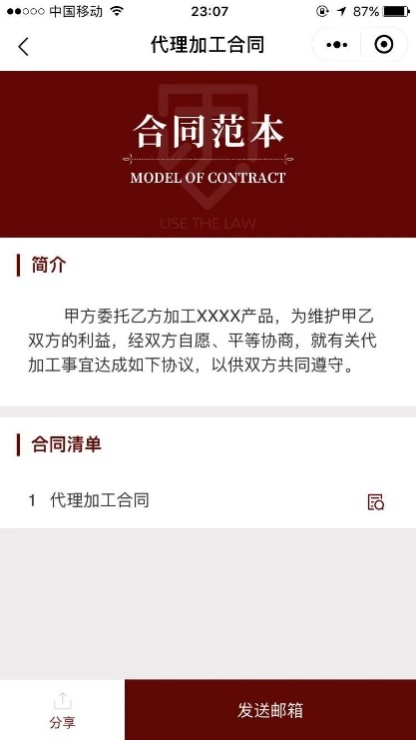 中国移动
23:07
87%
代理加工合同
合同范本
MODEL OF CONTRACT
USE THE LAW
简介
甲方委托乙方加工XXXX产品，为维护甲乙
双方的利益，经双方自愿、平等协商，就有关代
加工事宜达成如下协议，以供双方共同遵守。
合同清单
1 代理加工合同
分享
发送邮箱